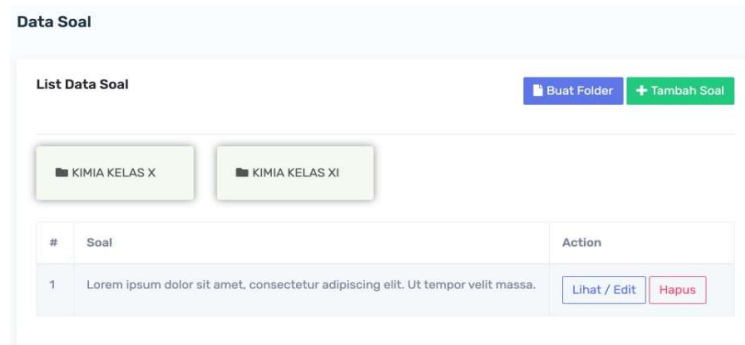 Data Soal
List Data Soal
Buat Folder
Tambah Soal
KIMIA KELAS X
KIMIA KELAS XI
# Soal Action
1 Lorem ipsum dolor sit amet, consectetur adipiscing elit. Ut tempor velit massa. Lihat / Edit Hapus